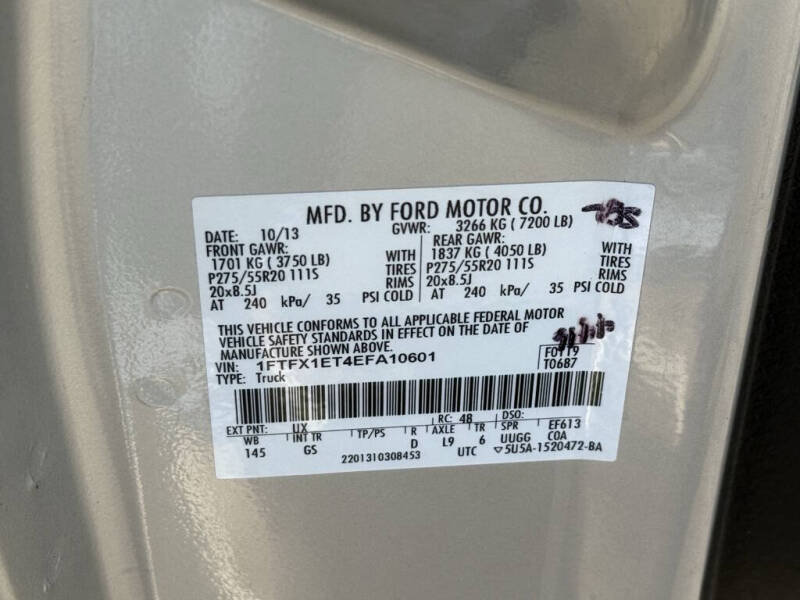 MFD. BY FORD MOTOR CO.
DATE: 10/13 GVWR: 3266 KG ( 7200 LB)
FRONT GAWR: REAR GAWR:
1701 KG ( 3750 LB) WITH 1837 KG ( 4050 LB) WITH
P275/55R20 111S TIRES P275/55R20 111S TIRES
20x8.5J RIMS 20x8.5J RIMS
AT 240 kPa/ 35 PSI COLD AT 240 kPa/ 35 PSI COLD
THIS VEHICLE CONFORMS TO ALL APPLICABLE FEDERAL MOTOR
VEHICLE SAFETY STANDARDS IN EFFECT ON THE DATE OF
MANUFACTURE SHOWN ABOVE.
VIN: 1FTFX1ET4EFA10601 F0119
TYPE: Truck T0687
EXT PNT: UX RC: 48 DSO: EF613
WB INT TR TP/PS R AXLE TR SPR COA
145 GS D L9 6 UUGG
2201310308453 UTC ▽5U5A-1520472-BA